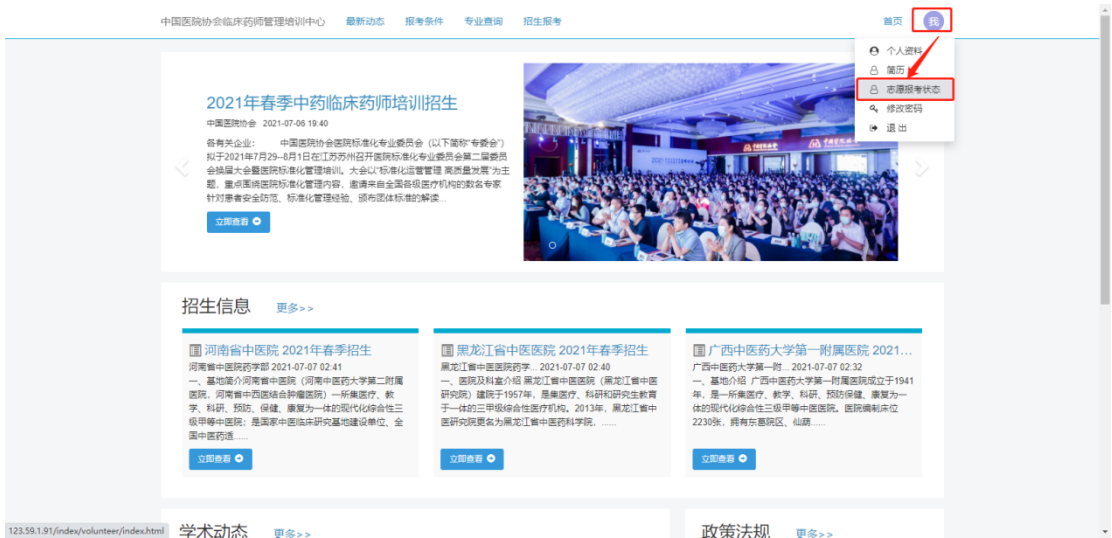 中国医院协会临床药师管理培训中心 最新动态 报考条件 专业查询 招生报考 首页 我
个人资料
简历
志愿报考状态
修改密码
退出
2021年春季中药临床药师培训招生
中国医院协会 2021-07-06 19:40
各有关企业: 中国医院协会医院标准化专业委员会（以下简称“专委会”）
拟于2021年7月29–8月1日在江苏苏州召开医院标准化专业委员会第二届委员
会换届大会暨医院标准化管理培训。大会以“标准化运营管理 高质量发展”为主
题，重点围绕医院标准化管理内容，邀请来自全国各级医疗机构的数名专家
针对患者安全防范、标准化管理经验、颁布团体标准的解读...
立即查看
招生信息 更多>>
河南省中医院 2021年春季招生
河南省中医院药学部 2021-07-07 02:41
一、基地简介河南省中医院（河南中医药大学第二附属
医院，河南省中西医结合肿瘤医院）一所集医疗、教
学、科研、预防、保健、康复为一体的现代化综合性三
级甲等中医院；是国家中医临床研究基地建设单位、全
国中医药适......
立即查看
黑龙江省中医医院 2021年春季招生
黑龙江省中医医院药学... 2021-07-07 02:40
一、医院及科室介绍 黑龙江省中医医院（黑龙江省中医
研究院）建院于1957年，是集医疗、科研和研究生教育
于一体的三甲级综合性医疗机构。2013年，黑龙江省中
医研究院更名为黑龙江省中医药科学院，......
立即查看
广西中医药大学第一附属医院 2021...
广西中医药大学第一附... 2021-07-07 02:32
一、基地介绍 广西中医药大学第一附属医院成立于1941
年，是一所集医疗、教学、科研、预防保健、康复为一
体的现代化综合性三级甲等中医医院。医院编制床位
2230张，拥有东葛院区、仙葫......
立即查看
学术动态 更多>>
政策法规 更多>>
123.59.1.91/index/volunteer/index.html